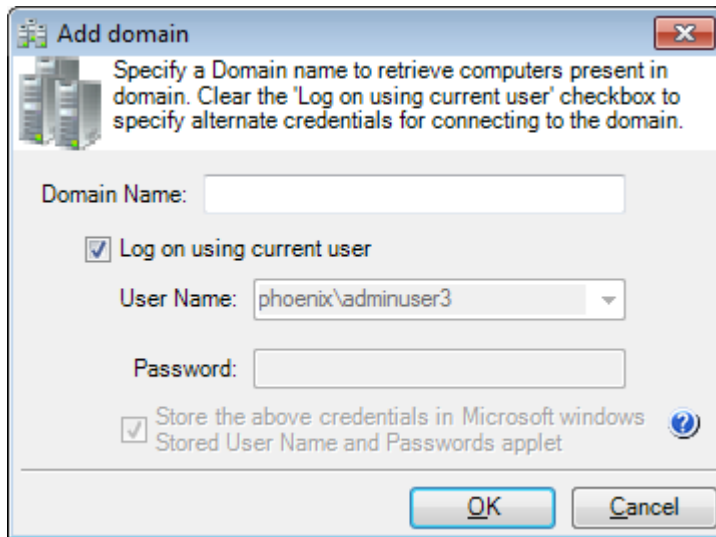 Add domain
Specify a Domain name to retrieve computers present in
domain. Clear the 'Log on using current user' checkbox to
specify alternate credentials for connecting to the domain.
Domain Name:
Log on using current user
User Name: phoenix\adminuser3
Password:
Store the above credentials in Microsoft windows
Stored User Name and Passwords applet
OK Cancel